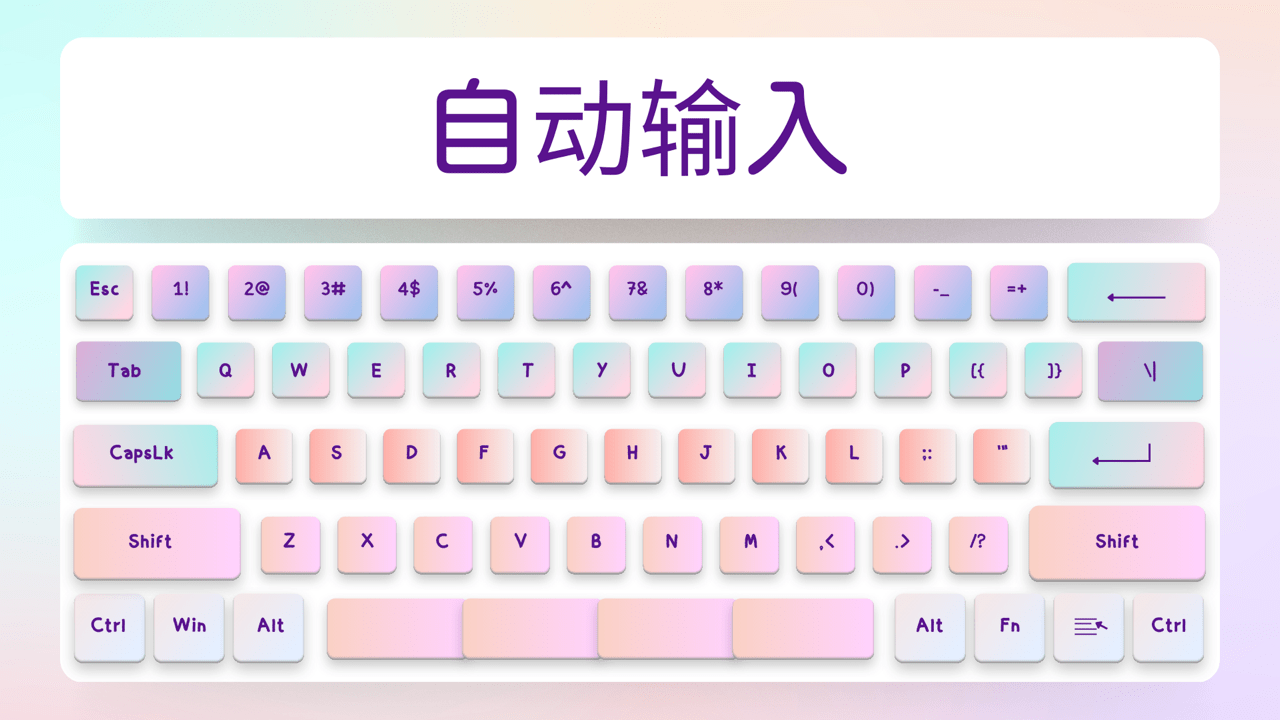 自动输入
Esc 1! 2@ 3# 4$ 5% 6^ 7& 8* 9( 0) -_ =+
Tab Q W E R T Y U I O P [{ ]} \|
CapsLk A S D F G H J K L ;: '"
Shift Z X C V B N M ,< .> /? Shift
Ctrl Win Alt Alt Fn Ctrl